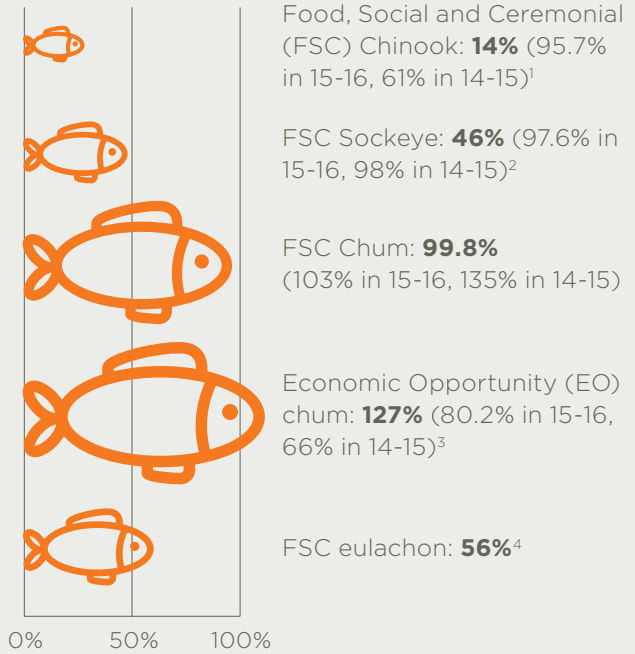 Food, Social and Ceremonial
(FSC) Chinook: 14% (95.7%
in 15-16, 61% in 14-15)¹
FSC Sockeye: 46% (97.6% in
15-16, 98% in 14-15)²
FSC Chum: 99.8%
(103% in 15-16, 135% in 14-15)
Economic Opportunity (EO)
chum: 127% (80.2% in 15-16,
66% in 14-15)³
FSC eulachon: 56%⁴
0% 50% 100%